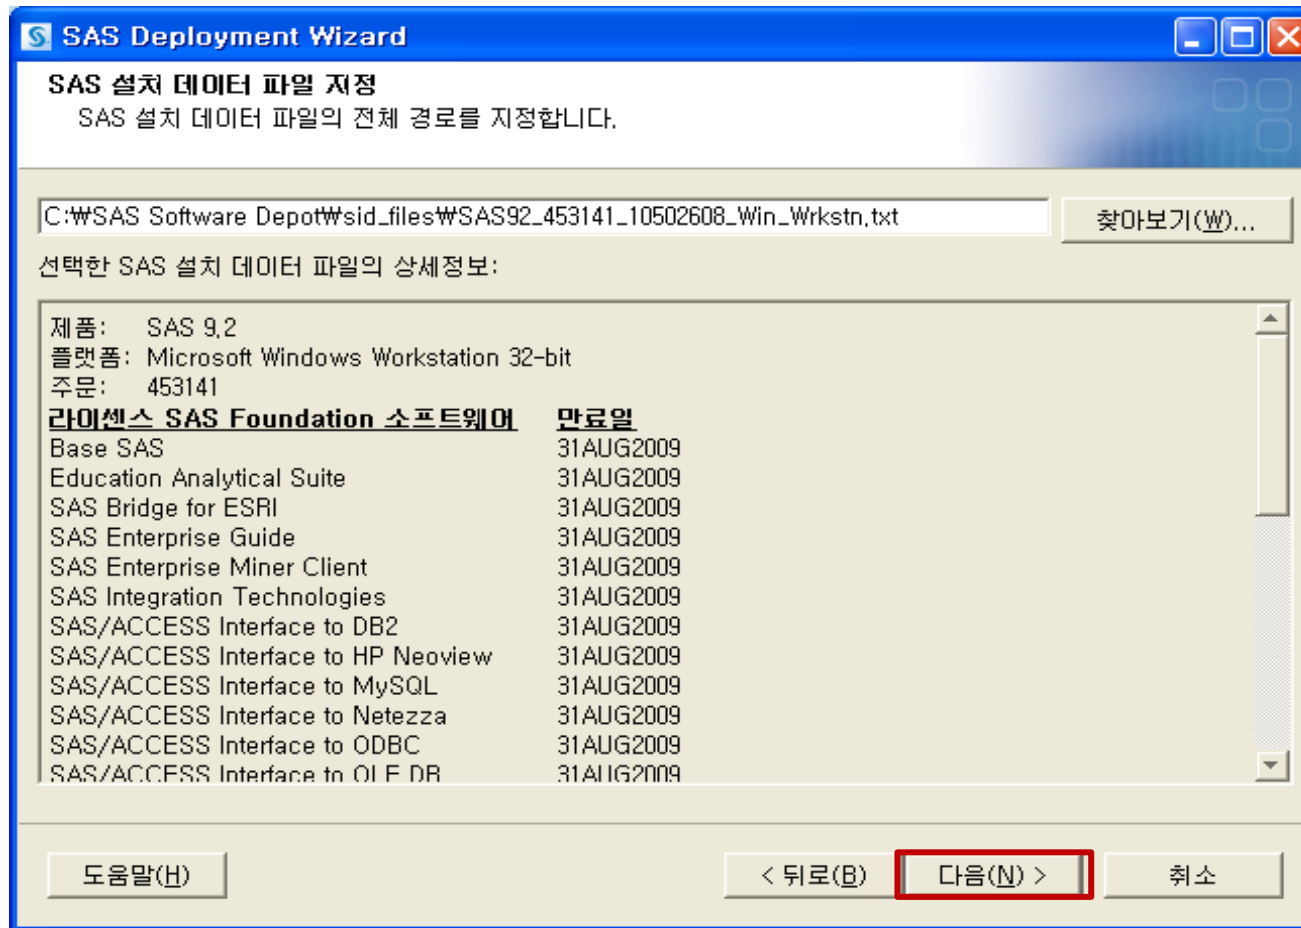 SAS Deployment Wizard
SAS 설치 데이터 파일 지정
SAS 설치 데이터 파일의 전체 경로를 지정합니다.
C:₩SAS Software Depot₩sid_files₩SAS92_453141_10502608_Win_Wrkstn.txt
찾아보기(W)...
선택한 SAS 설치 데이터 파일의 상세정보:
제품: SAS 9.2
플랫폼: Microsoft Windows Workstation 32-bit
주문: 453141
라이센스 SAS Foundation 소프트웨어 만료일
Base SAS 31AUG2009
Education Analytical Suite 31AUG2009
SAS Bridge for ESRI 31AUG2009
SAS Enterprise Guide 31AUG2009
SAS Enterprise Miner Client 31AUG2009
SAS Integration Technologies 31AUG2009
SAS/ACCESS Interface to DB2 31AUG2009
SAS/ACCESS Interface to HP Neoview 31AUG2009
SAS/ACCESS Interface to MySQL 31AUG2009
SAS/ACCESS Interface to Netezza 31AUG2009
SAS/ACCESS Interface to ODBC 31AUG2009
SAS/ACCESS Interface to OLE DB 31AUG2009
도움말(H)
< 뒤로(B)
다음(N) >
취소